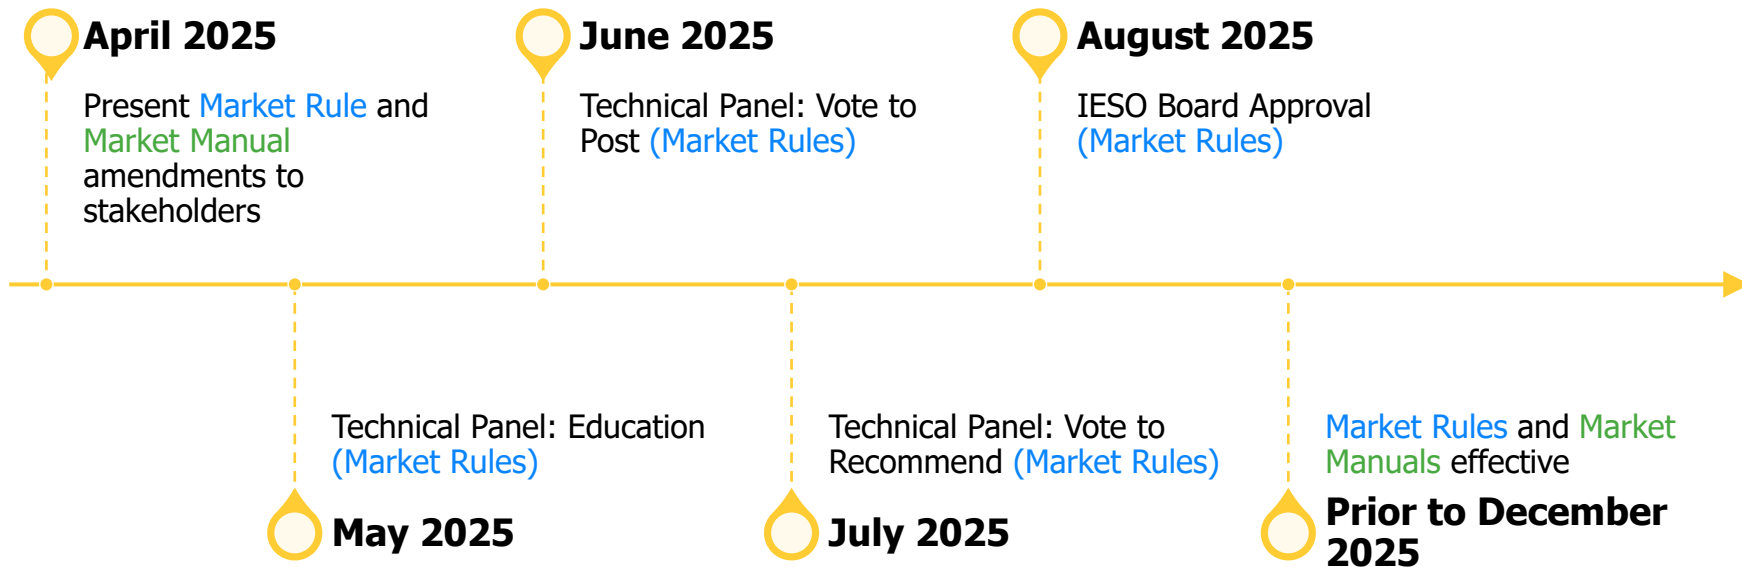 April 2025
Present Market Rule and
Market Manual
amendments to
stakeholders
June 2025
Technical Panel: Vote to
Post (Market Rules)
August 2025
IESO Board Approval
(Market Rules)
Technical Panel: Education
(Market Rules)
May 2025
Technical Panel: Vote to
Recommend (Market Rules)
July 2025
Market Rules and Market
Manuals effective
Prior to December
2025